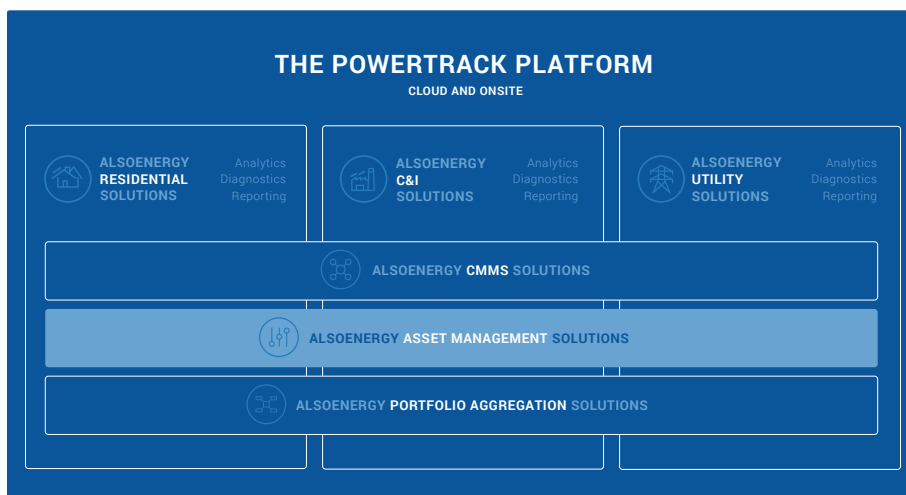 THE POWERTRACK PLATFORM
CLOUD AND ONSITE
ALSOENERGY
RESIDENTIAL
SOLUTIONS
Analytics
Diagnostics
Reporting
ALSOENERGY
C&I
SOLUTIONS
Analytics
Diagnostics
Reporting
ALSOENERGY
UTILITY
SOLUTIONS
Analytics
Diagnostics
Reporting
ALSOENERGY CMMS SOLUTIONS
ALSOENERGY ASSET MANAGEMENT SOLUTIONS
ALSOENERGY PORTFOLIO AGGREGATION SOLUTIONS